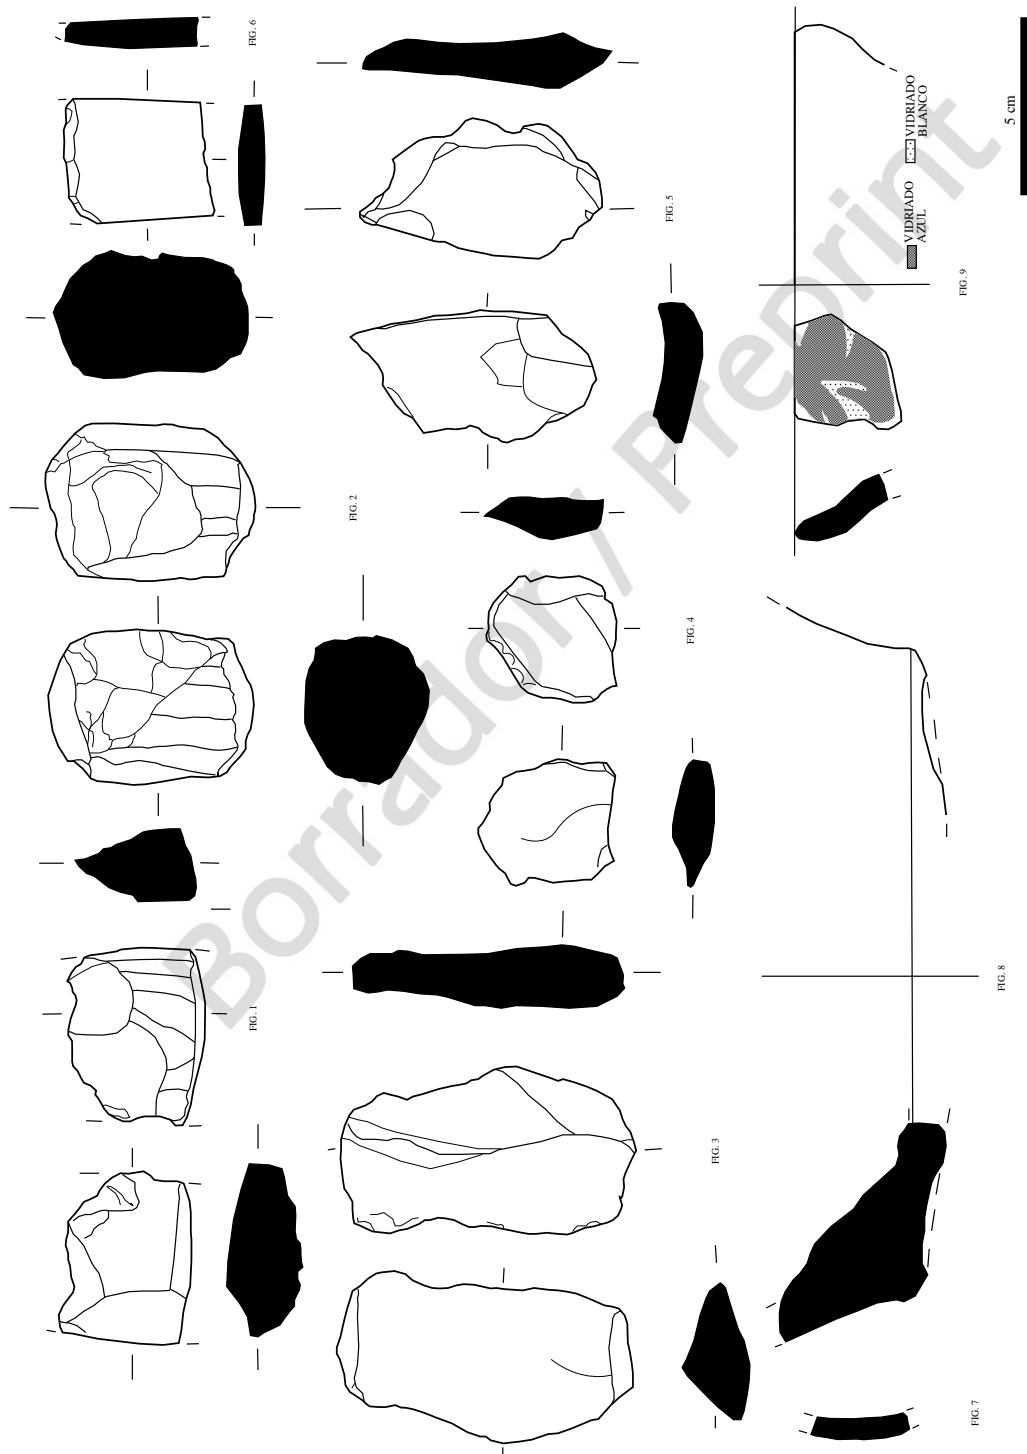 FIG. 6
FIG. 2
FIG. 1
FIG. 5
FIG. 4
FIG. 3
VIDRIADO
BLANCO
VIDRIADO
AZUL
FIG. 9
FIG. 8
FIG. 7
5 cm
Borrador / Preprint